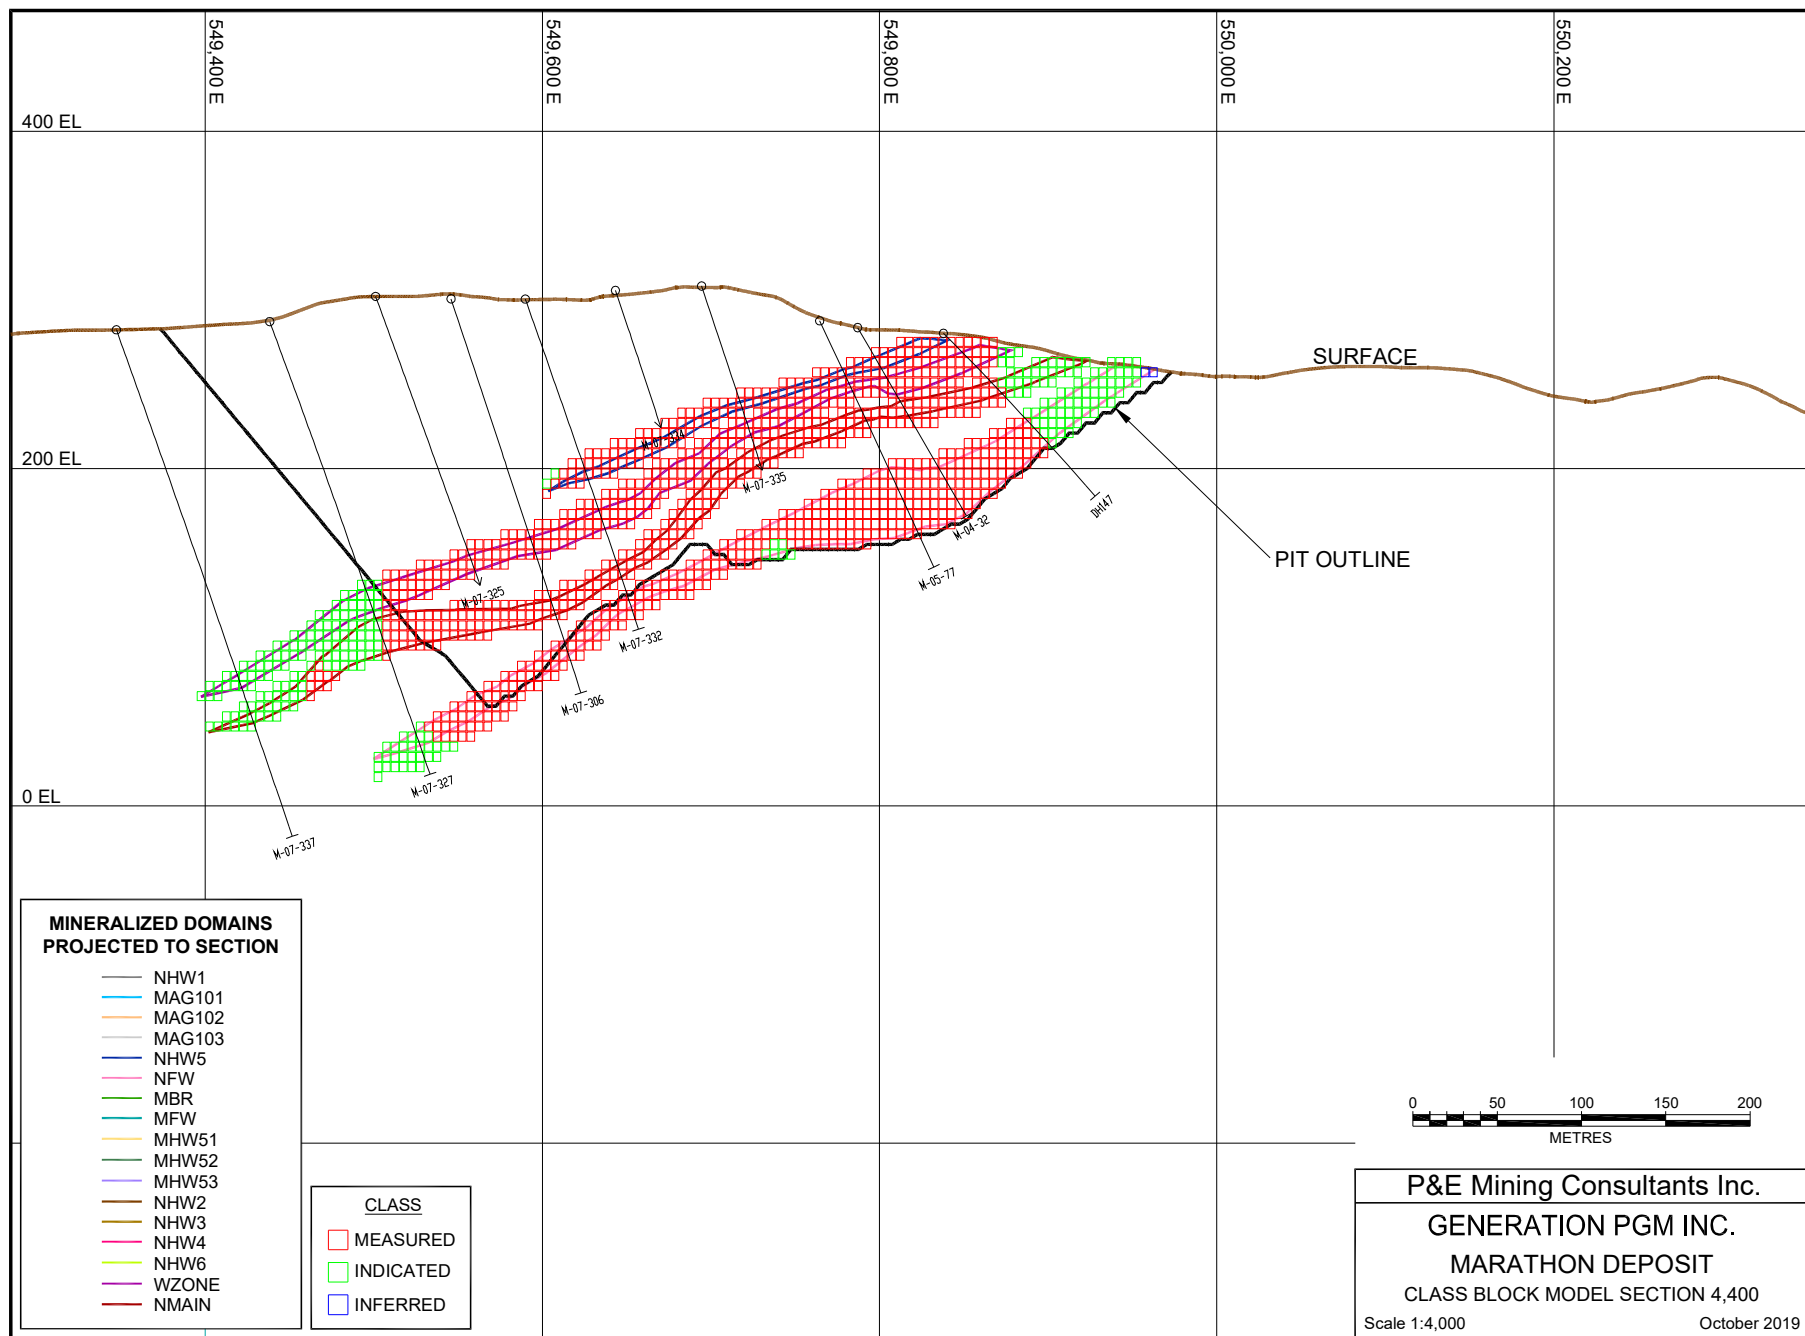 549,400 E
549,600 E
549,800 E
550,000 E
550,200 E
400 EL
SURFACE
M-07-334
200 EL
M-07-335
DH147
M-04-32
PIT OUTLINE
M-05-77
M-07-325
M-07-332
M-07-306
M-07-327
0 EL
M-07-337
MINERALIZED DOMAINS
PROJECTED TO SECTION
NHW1
MAG101
MAG102
MAG103
NHW5
NFW
MBR
MFW
MHW51
MHW52
MHW53
NHW2
NHW3
NHW4
NHW6
WZONE
NMAIN
CLASS
MEASURED
INDICATED
INFERRED
0 50 100 150 200
METRES
P&E Mining Consultants Inc.
GENERATION PGM INC.
MARATHON DEPOSIT
CLASS BLOCK MODEL SECTION 4,400
Scale 1:4,000 October 2019